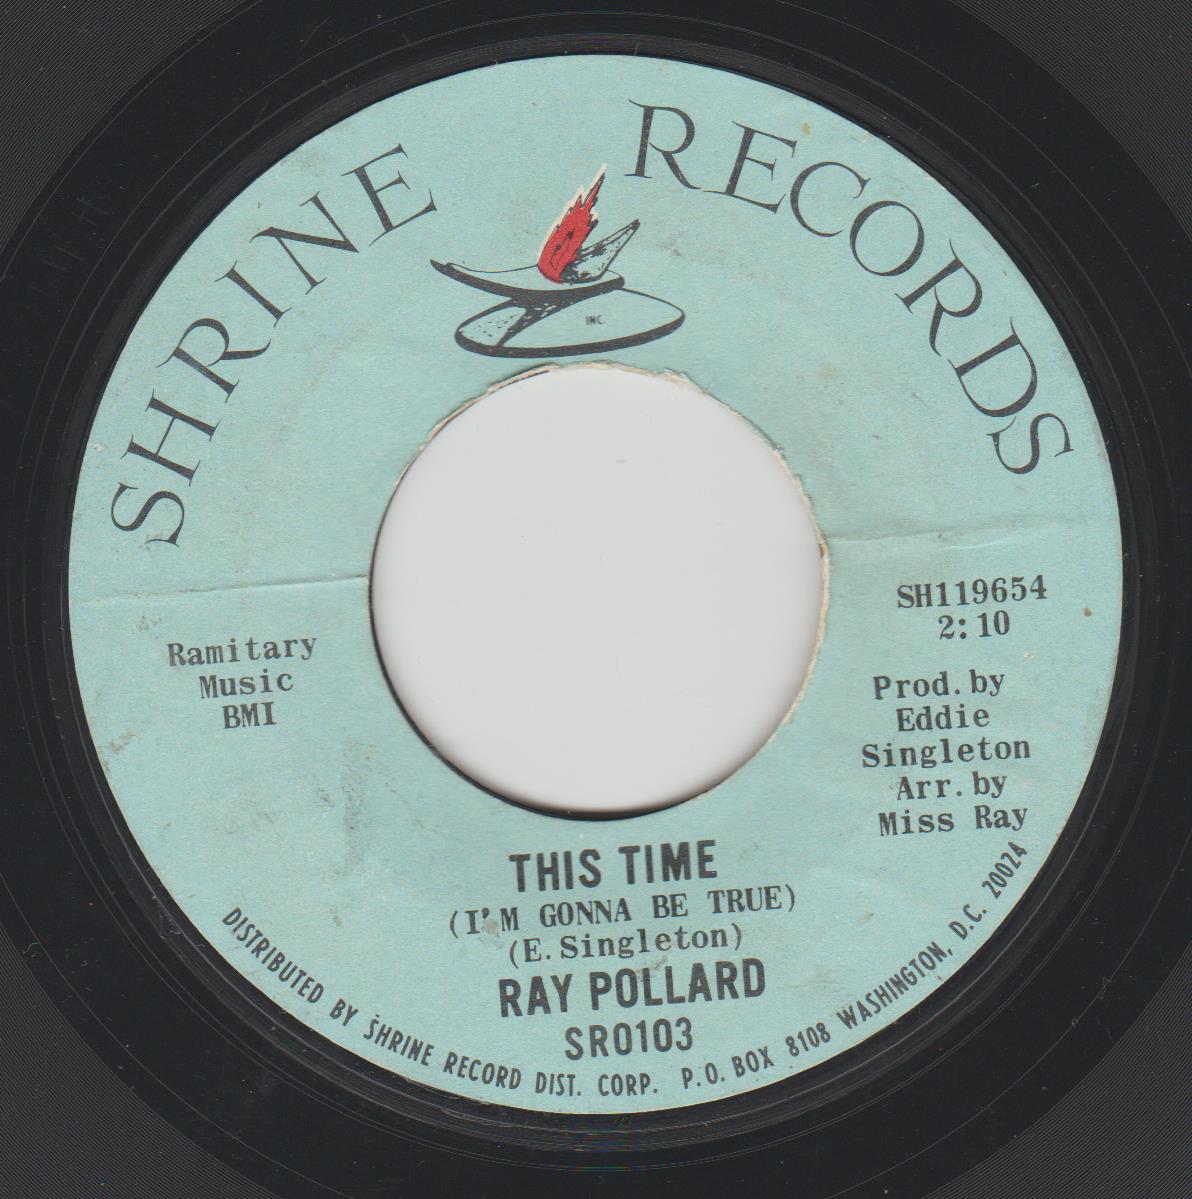 SHRINE RECORDS
INC.
SH119654
2:10
Ramitary
Music
BMI
Prod. by
Eddie
Singleton
Arr. by
Miss Ray
THIS TIME
(I'M GONNA BE TRUE)
(E. Singleton)
RAY POLLARD
SR0103
DISTRIBUTED BY SHRINE RECORD DIST. CORP. P.O. BOX 8108 WASHINGTON, D.C. 20024